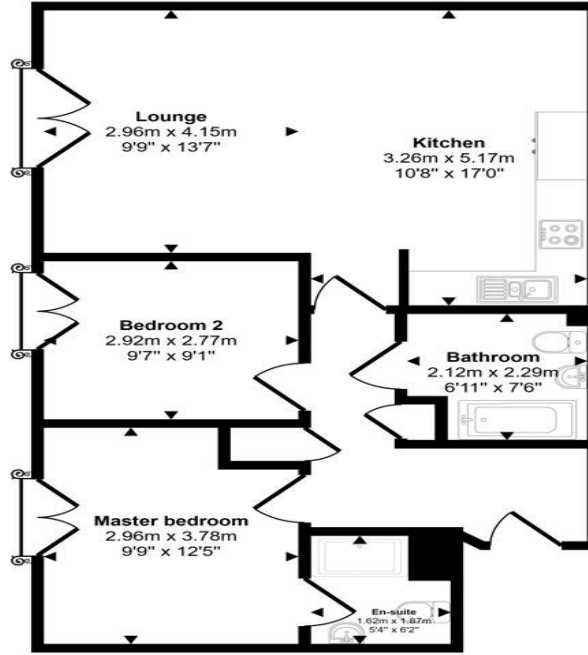 Lounge
2.96m x 4.15m
9'9" x 13'7"
Kitchen
3.26m x 5.17m
10'8" x 17'0"
Bedroom 2
2.92m x 2.77m
9'7" x 9'1"
Bathroom
2.12m x 2.29m
6'11" x 7'6"
Master bedroom
2.96m x 3.78m
9'9" x 12'5"
En-suite
1.62m x 1.87m
5'4" x 6'2"